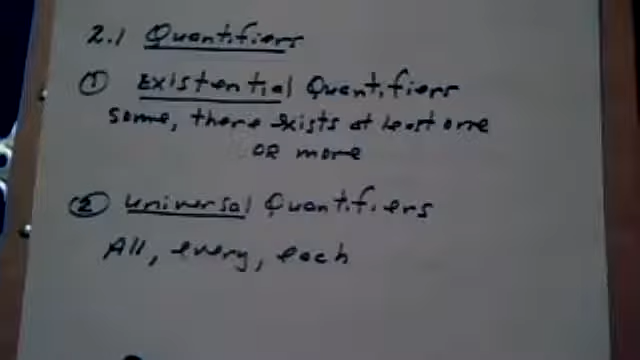 2.1 Quantifiers
① Existential Quantifiers
some, there exists at least one
OR more
② Universal Quantifiers
All, every, each